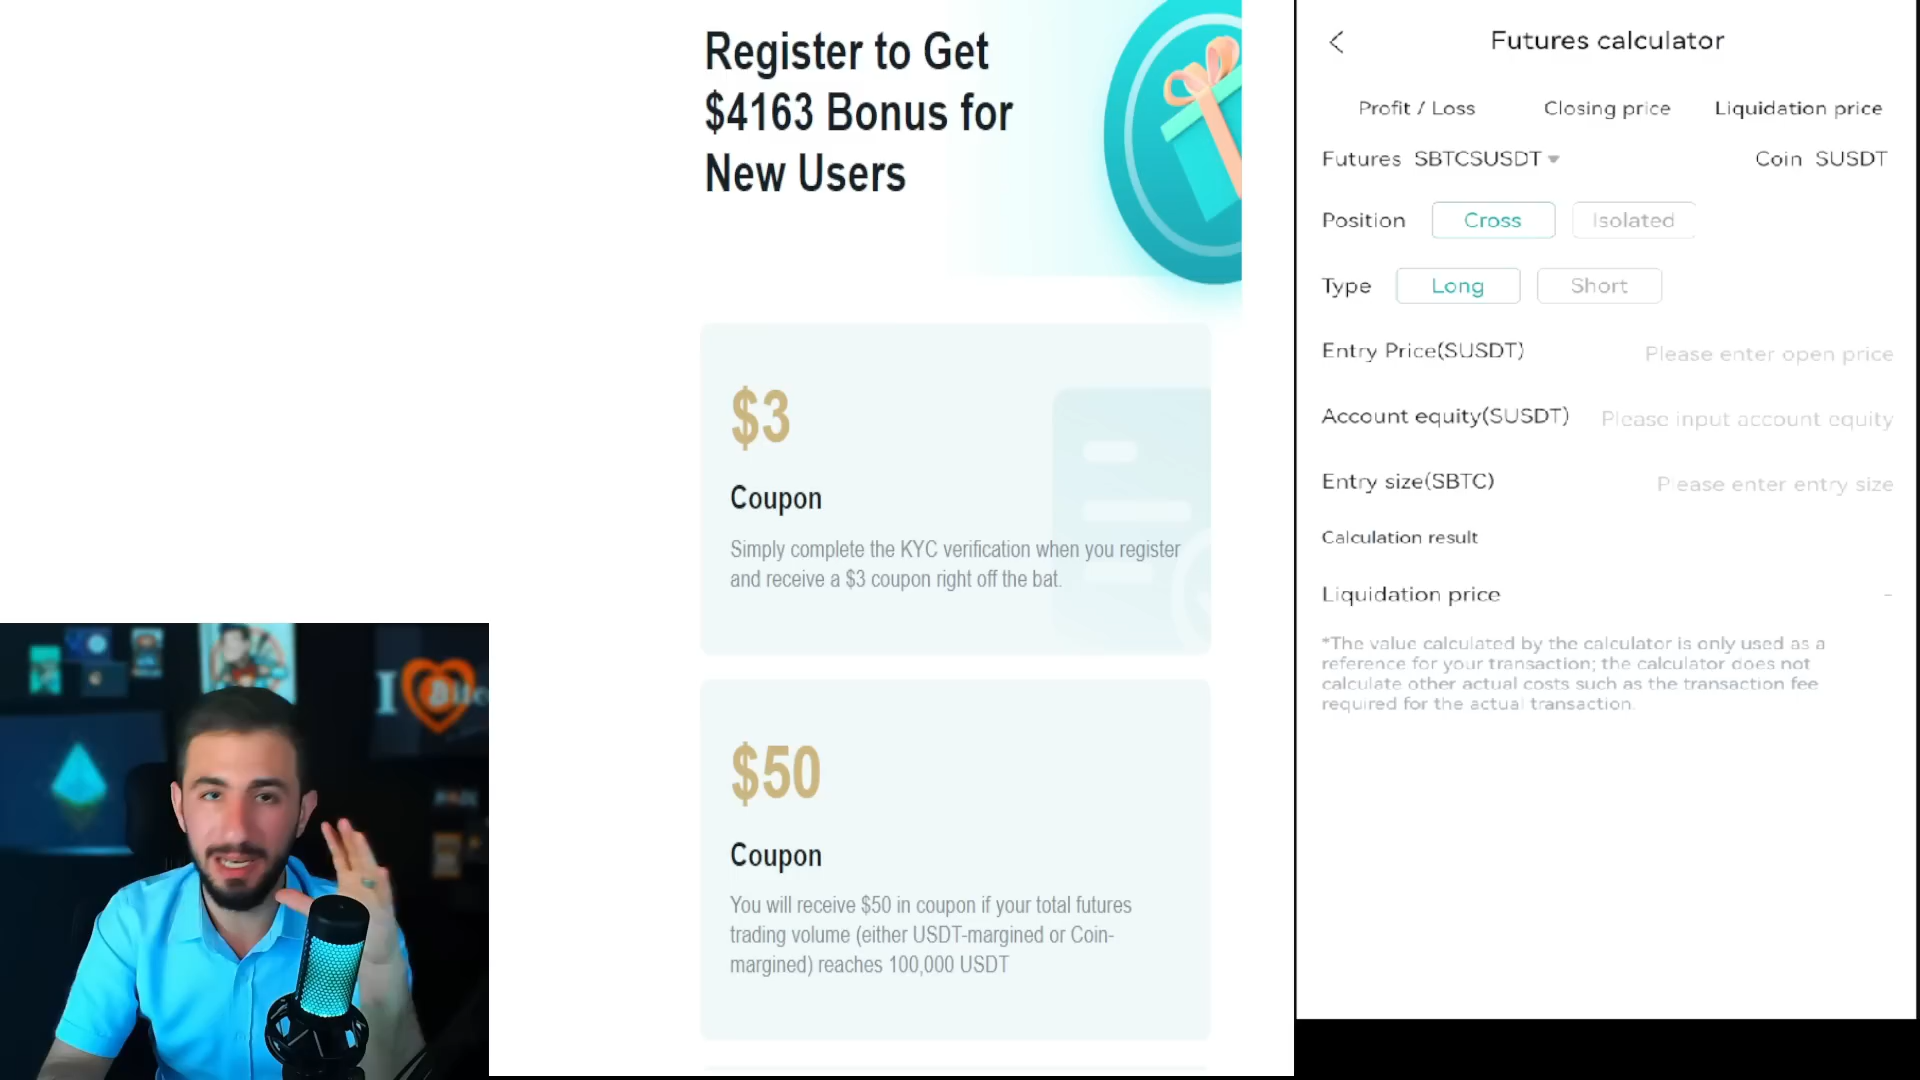 Register to Get
$4163 Bonus for
New Users
$3
Coupon
Simply complete the KYC verification when you register
and receive a $3 coupon right off the bat.
$50
Coupon
You will receive $50 in coupon if your total futures
trading volume (either USDT-margined or Coin-
margined) reaches 100,000 USDT
Futures calculator
Profit / Loss Closing price Liquidation price
Futures SBTCSUSDT Coin SUSDT
Position Cross Isolated
Type Long Short
Entry Price(SUSDT) Please enter open price
Account equity(SUSDT) Please input account equity
Entry size(SBTC) Please enter entry size
Calculation result
Liquidation price -
*The value calculated by the calculator is only used as a
reference for your transaction; the calculator does not
calculate other actual costs such as the transaction fee
required for the actual transaction.
I